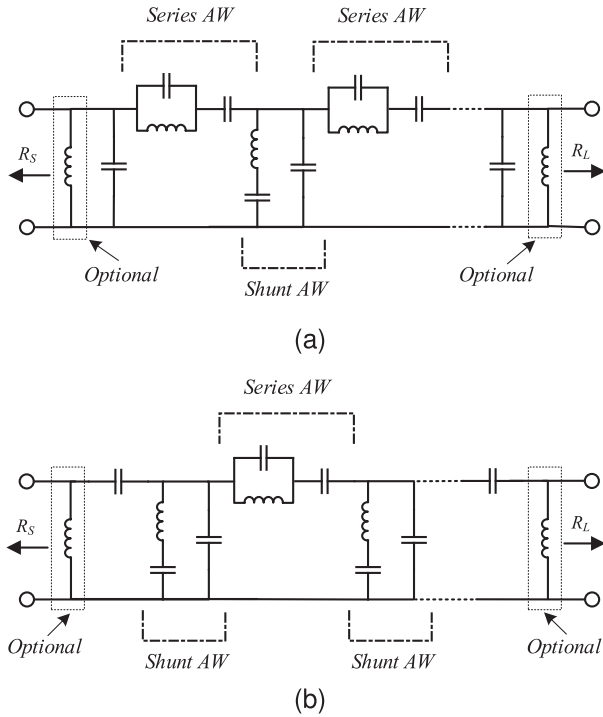 Series AW
Series AW
R_S
R_L
Optional
Optional
Shunt AW
(a)
Series AW
R_S
R_L
Optional
Optional
Shunt AW
Shunt AW
(b)